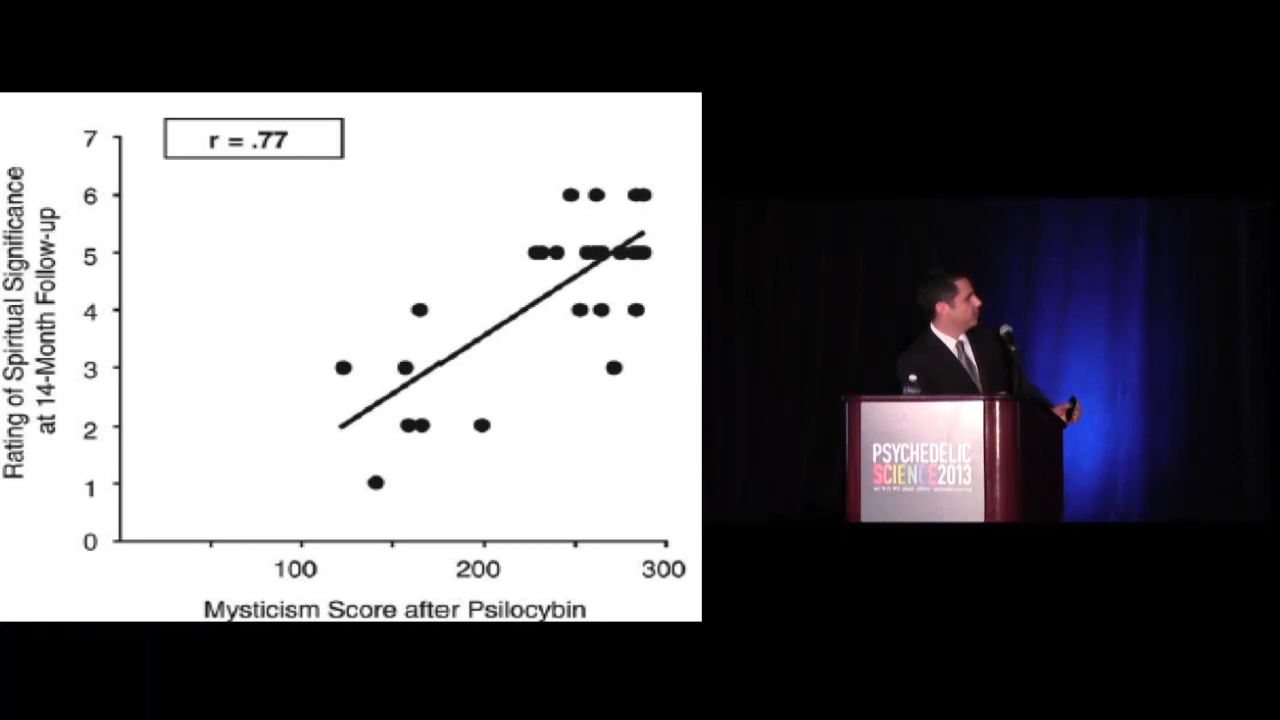 r = .77
7
6
5
4
3
2
1
0
Rating of Spiritual Significance
at 14-Month Follow-up
100 200 300
Mysticism Score after Psilocybin
PSYCHEDELIC
SCIENCE2013